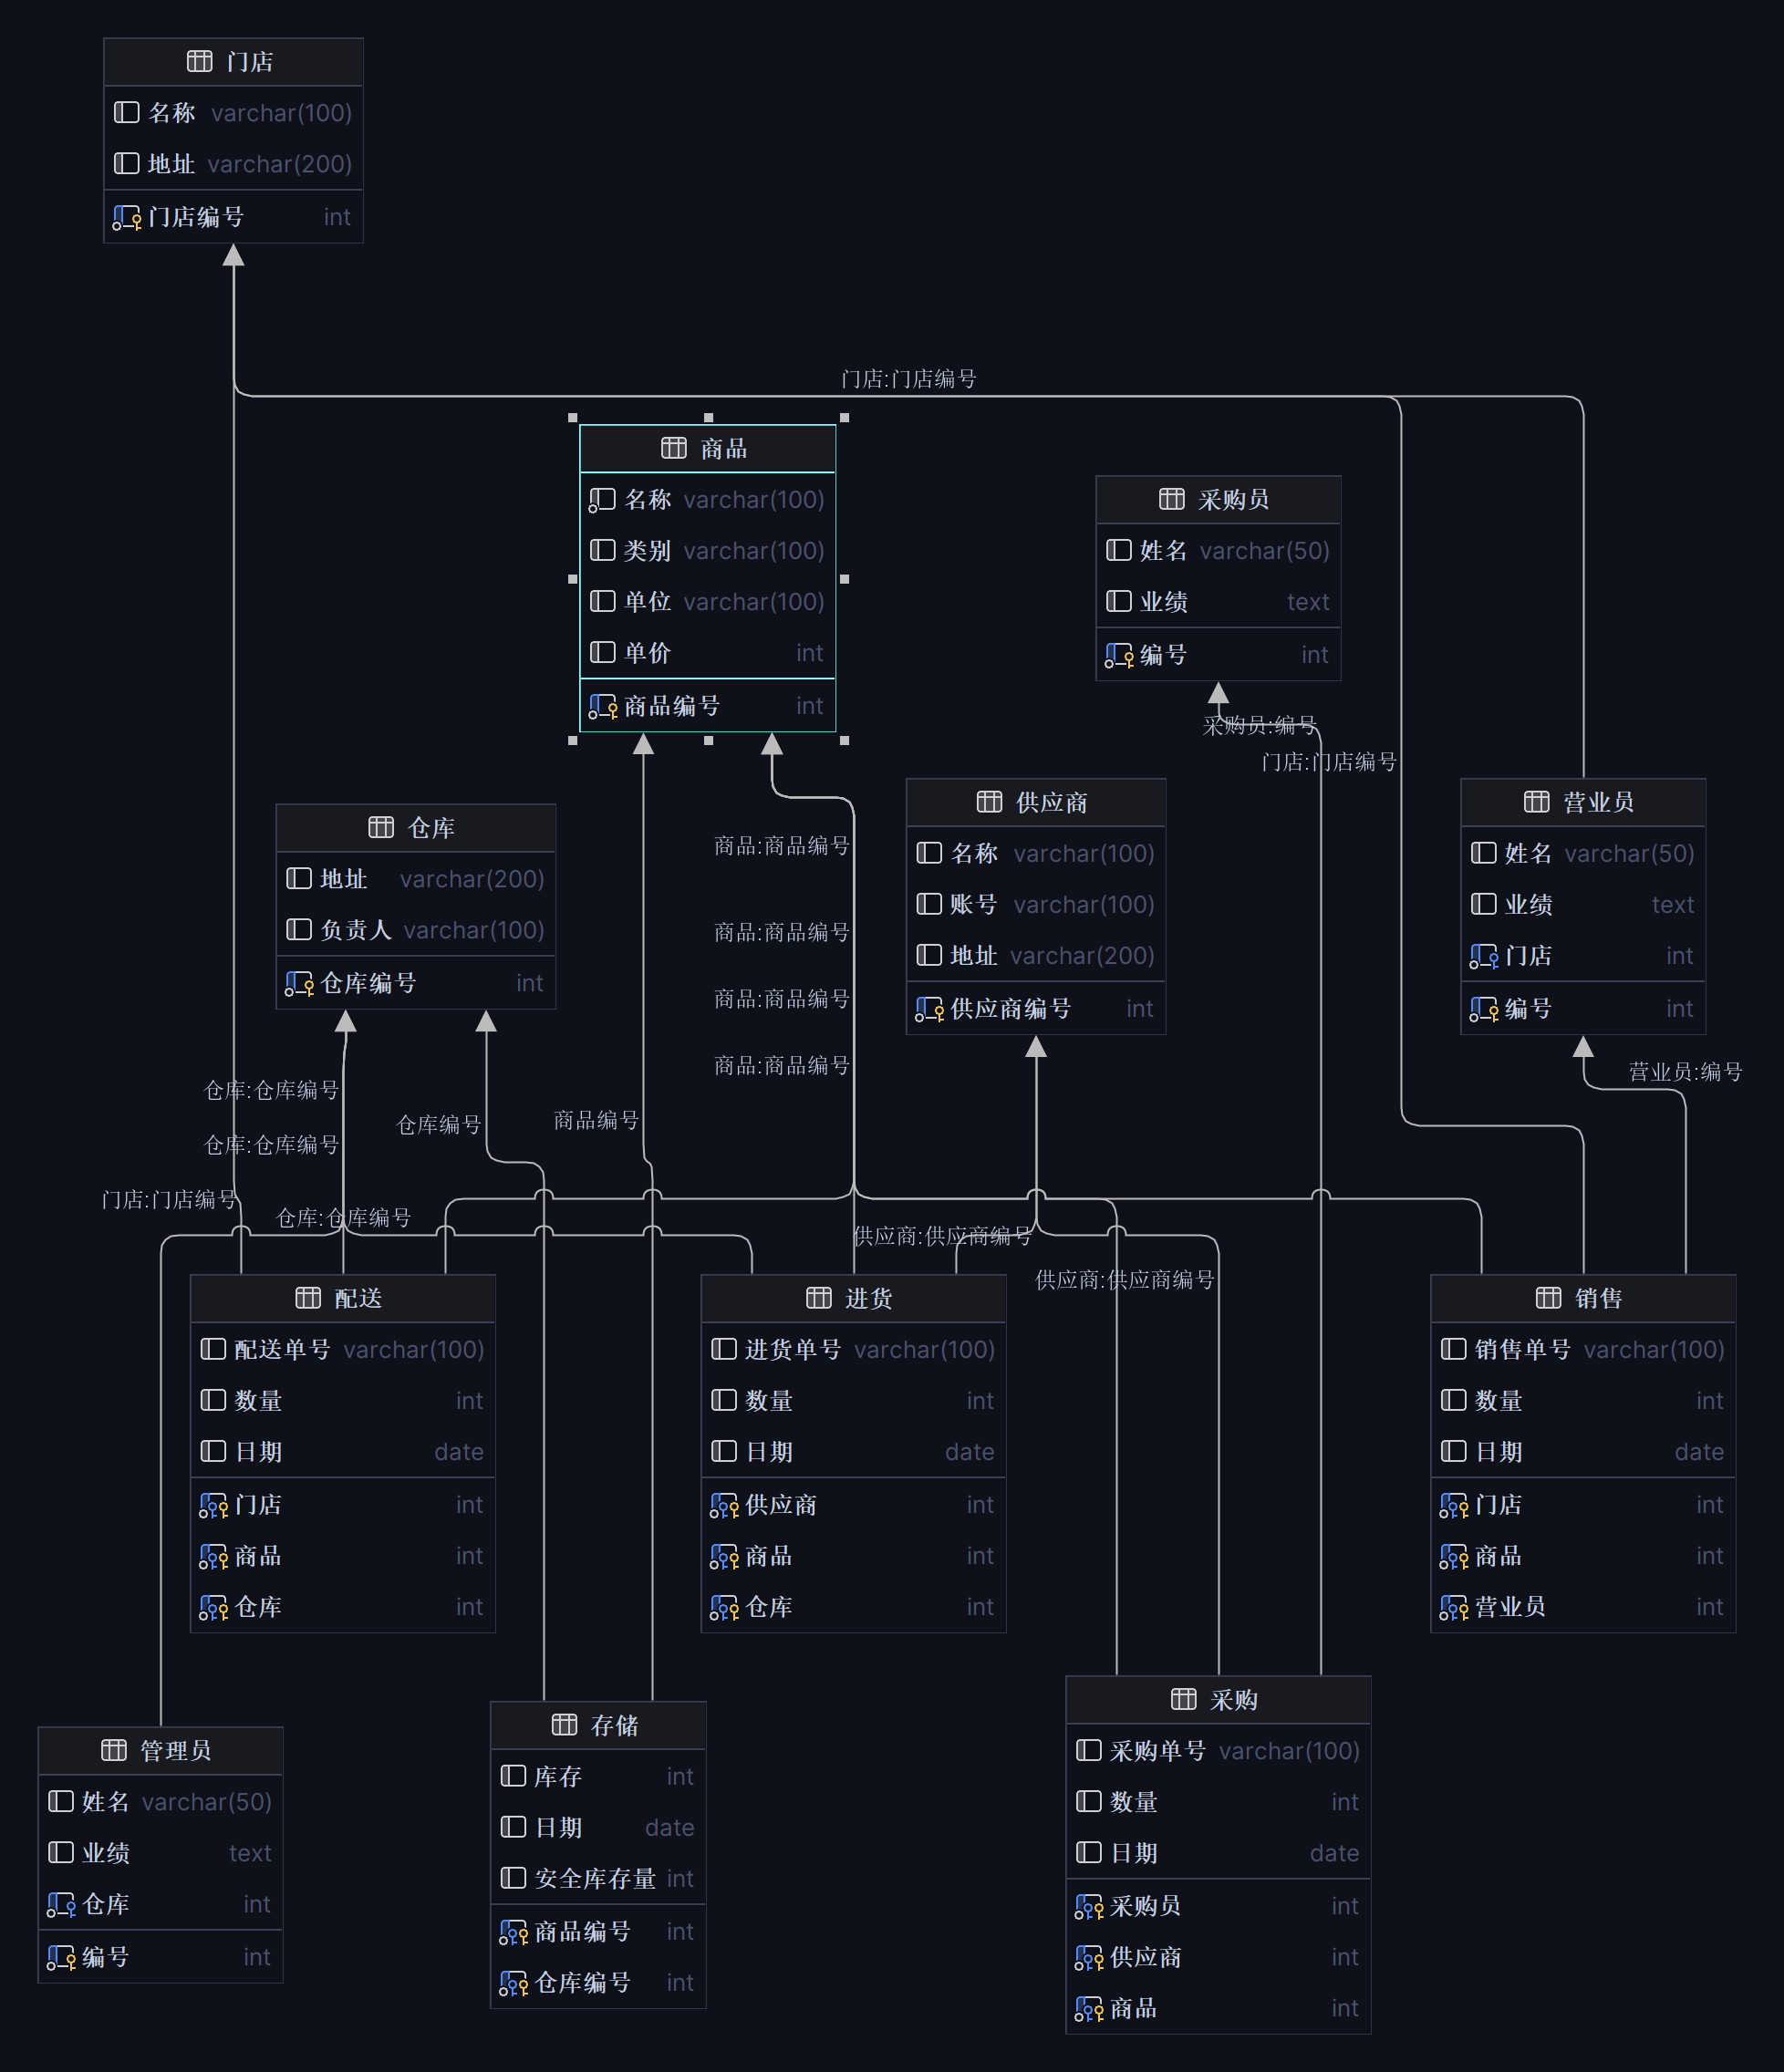 门店
名称 varchar(100)
地址 varchar(200)
门店编号 int
门店:门店编号
商品
名称 varchar(100)
类别 varchar(100)
单位 varchar(100)
单价 int
商品编号 int
采购员
姓名 varchar(50)
业绩 text
编号 int
采购员:编号
门店:门店编号
仓库
地址 varchar(200)
负责人 varchar(100)
仓库编号 int
商品:商品编号
商品:商品编号
商品:商品编号
商品:商品编号
供应商
名称 varchar(100)
账号 varchar(100)
地址 varchar(200)
供应商编号 int
营业员
姓名 varchar(50)
业绩 text
门店 int
编号 int
营业员:编号
仓库:仓库编号
仓库编号
商品编号
仓库:仓库编号
门店:门店编号
仓库:仓库编号
供应商:供应商编号
供应商:供应商编号
配送
配送单号 varchar(100)
数量 int
日期 date
门店 int
商品 int
仓库 int
进货
进货单号 varchar(100)
数量 int
日期 date
供应商 int
商品 int
仓库 int
销售
销售单号 varchar(100)
数量 int
日期 date
门店 int
商品 int
营业员 int
管理员
姓名 varchar(50)
业绩 text
仓库 int
编号 int
存储
库存 int
日期 date
安全库存量 int
商品编号 int
仓库编号 int
采购
采购单号 varchar(100)
数量 int
日期 date
采购员 int
供应商 int
商品 int